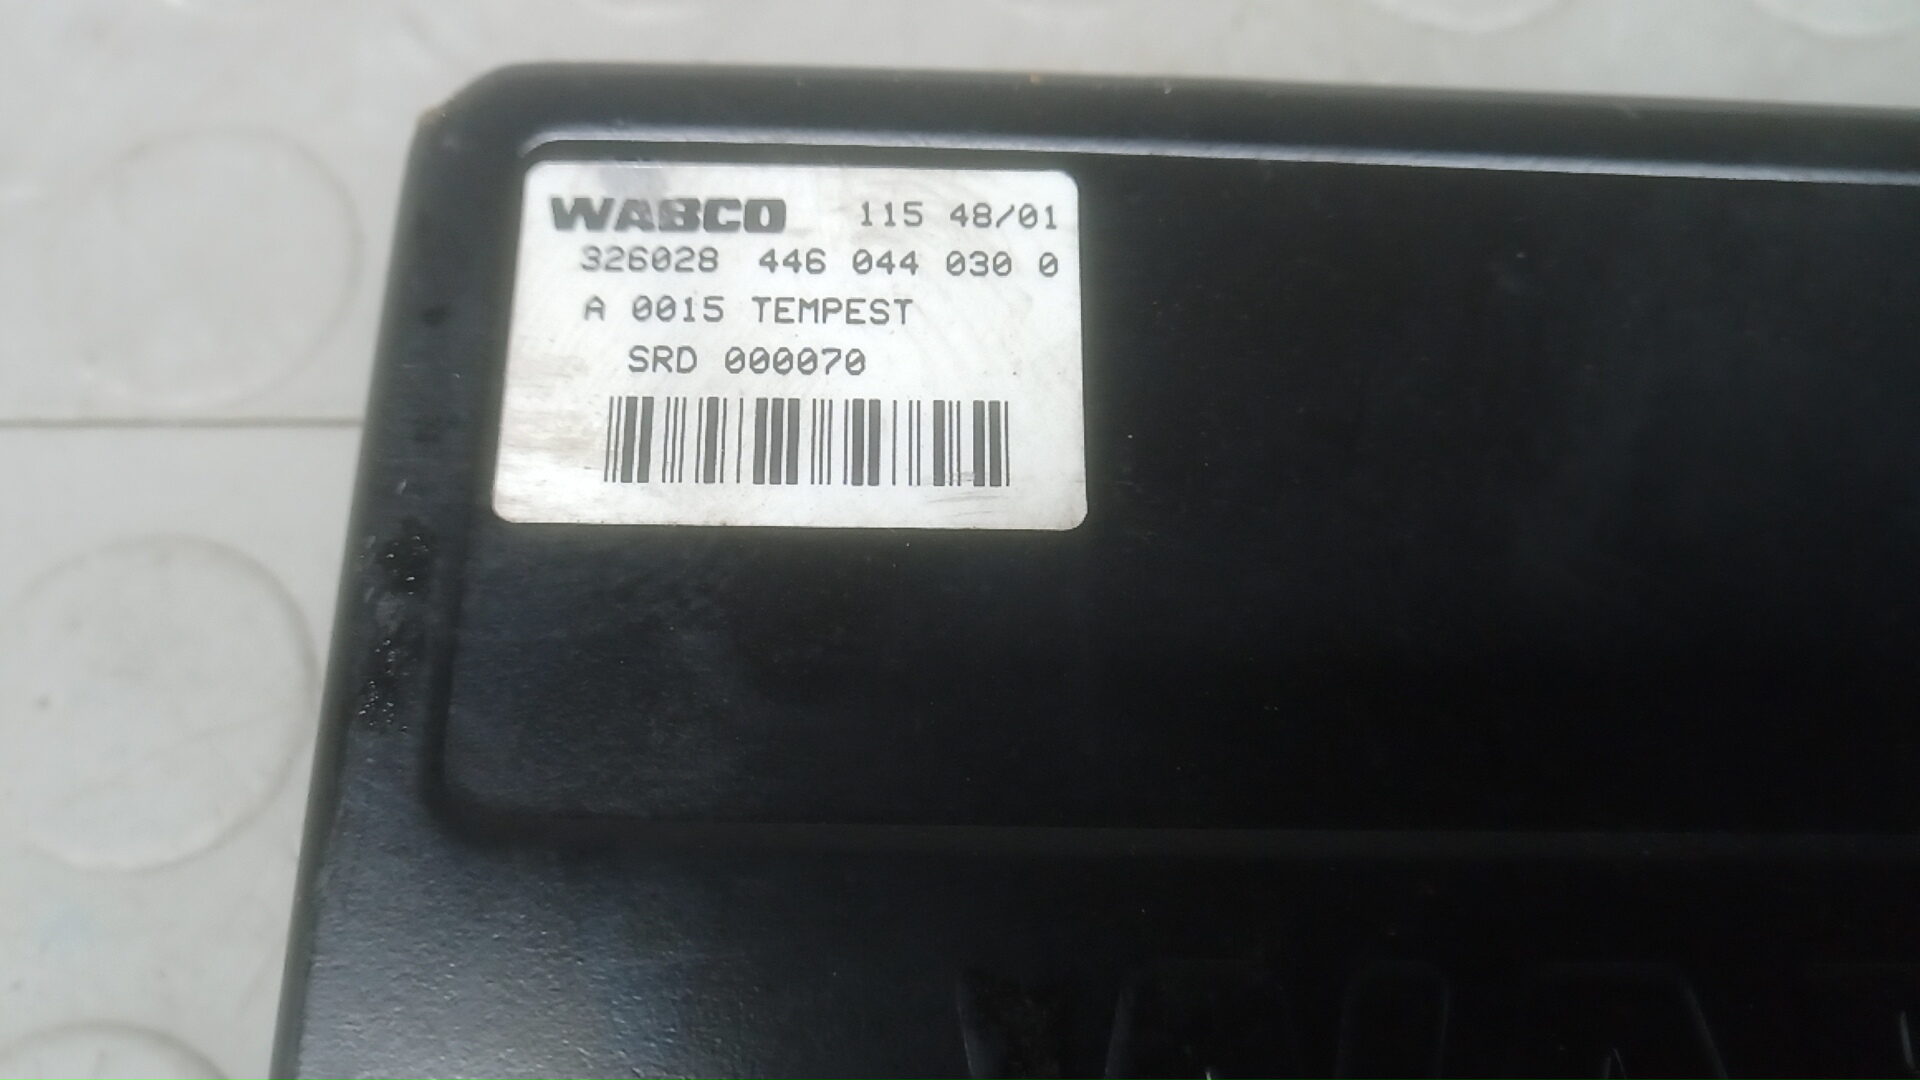 WABCO 115 48/01
326028 446 044 030 0
A 0015 TEMPEST
SRD 000070